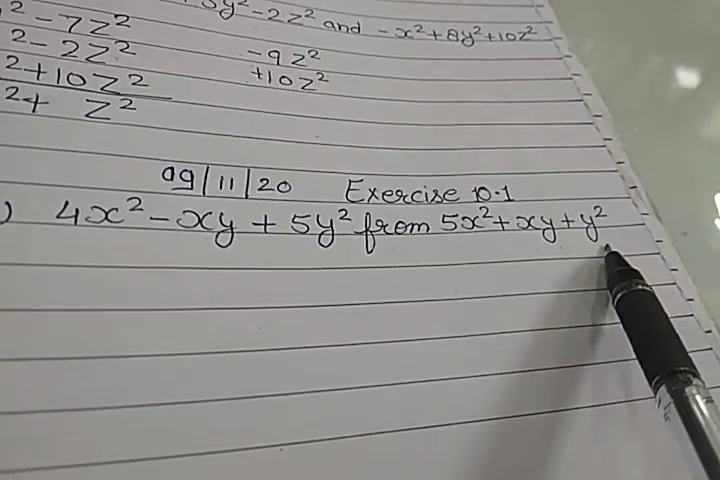 5y²-2z² and -x²+8y²+10z²
² - 7z²
² - 2z² -9z²
² + 10z² +10z²
² + z²
09/11/20 Exercise 10.1
) 4x² - xy + 5y² from 5x² + xy + y²